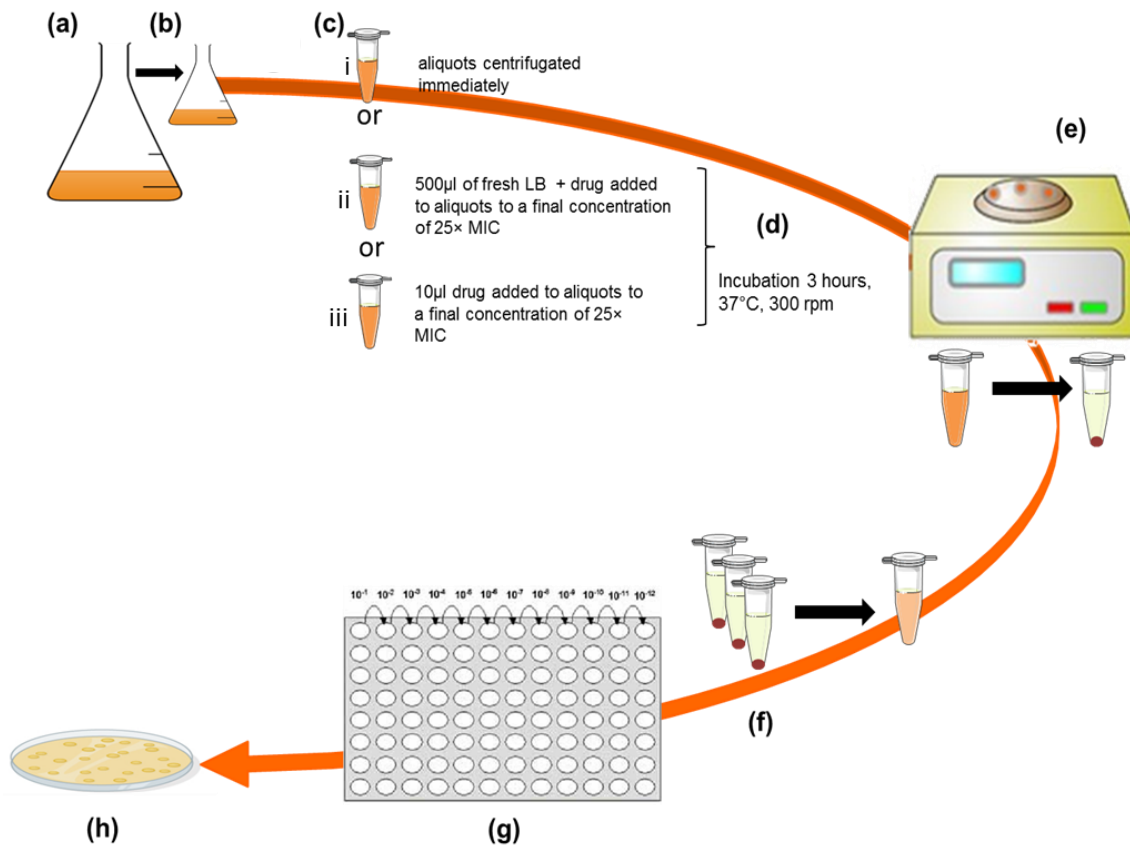 (a)
(b)
(c)
i
aliquots centrifugated
immediately
or
(e)
ii
500µl of fresh LB + drug added
to aliquots to a final concentration
of 25× MIC
(d)
or
Incubation 3 hours,
37°C, 300 rpm
iii
10µl drug added to aliquots to
a final concentration of 25×
MIC
10-1 10-2 10-3 10-4 10-5 10-6 10-7 10-8 10-9 10-10 10-11 10-12
(f)
(h)
(g)